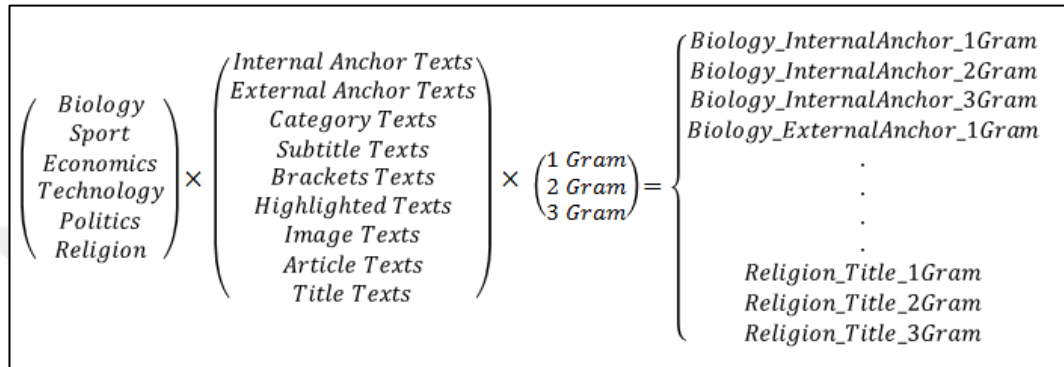 Biology
Sport
Economics
Technology
Politics
Religion
×
Internal Anchor Texts
External Anchor Texts
Category Texts
Subtitle Texts
Brackets Texts
Highlighted Texts
Image Texts
Article Texts
Title Texts
×
1 Gram
2 Gram
3 Gram
=
Biology_InternalAnchor_1Gram
Biology_InternalAnchor_2Gram
Biology_InternalAnchor_3Gram
Biology_ExternalAnchor_1Gram
.
.
.
.
Religion_Title_1Gram
Religion_Title_2Gram
Religion_Title_3Gram